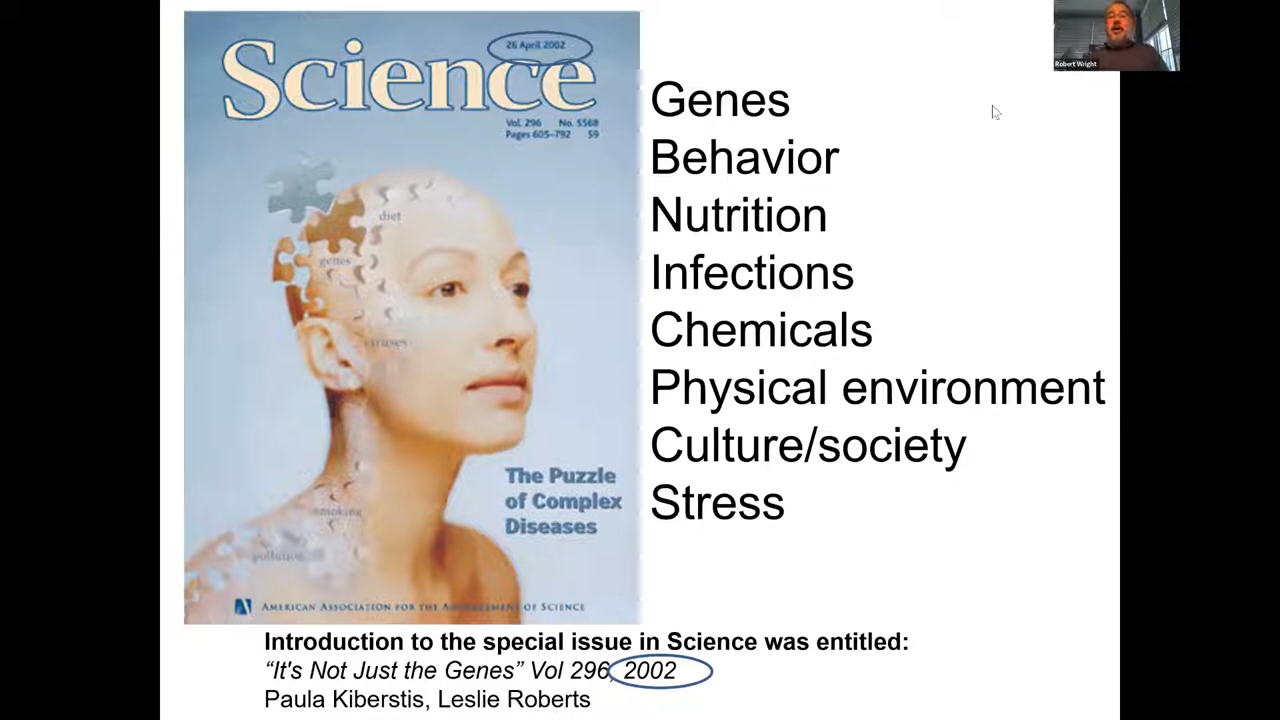 26 April 2002
Science
Vol. 296 No. 5568
Pages 605–792 $9
diet
genes
viruses
smoking
pollution
The Puzzle
of Complex
Diseases
AMERICAN ASSOCIATION FOR THE ADVANCEMENT OF SCIENCE
Genes
Behavior
Nutrition
Infections
Chemicals
Physical environment
Culture/society
Stress
Robert Wright
Introduction to the special issue in Science was entitled:
“It's Not Just the Genes” Vol 296, 2002
Paula Kiberstis, Leslie Roberts